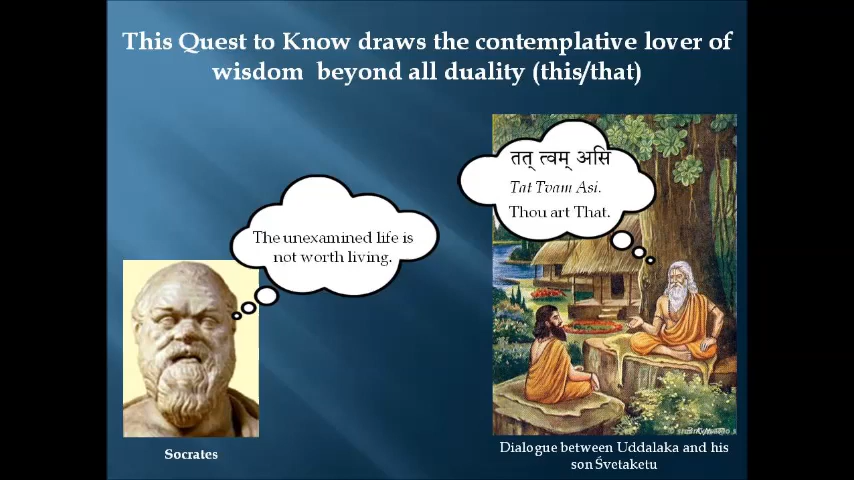 This Quest to Know draws the contemplative lover of
wisdom beyond all duality (this/that)
तत् त्वम् असि
Tat Tvam Asi.
Thou art That.
The unexamined life is
not worth living.
Socrates
Dialogue between Uddalaka and his
son Śvetaketu